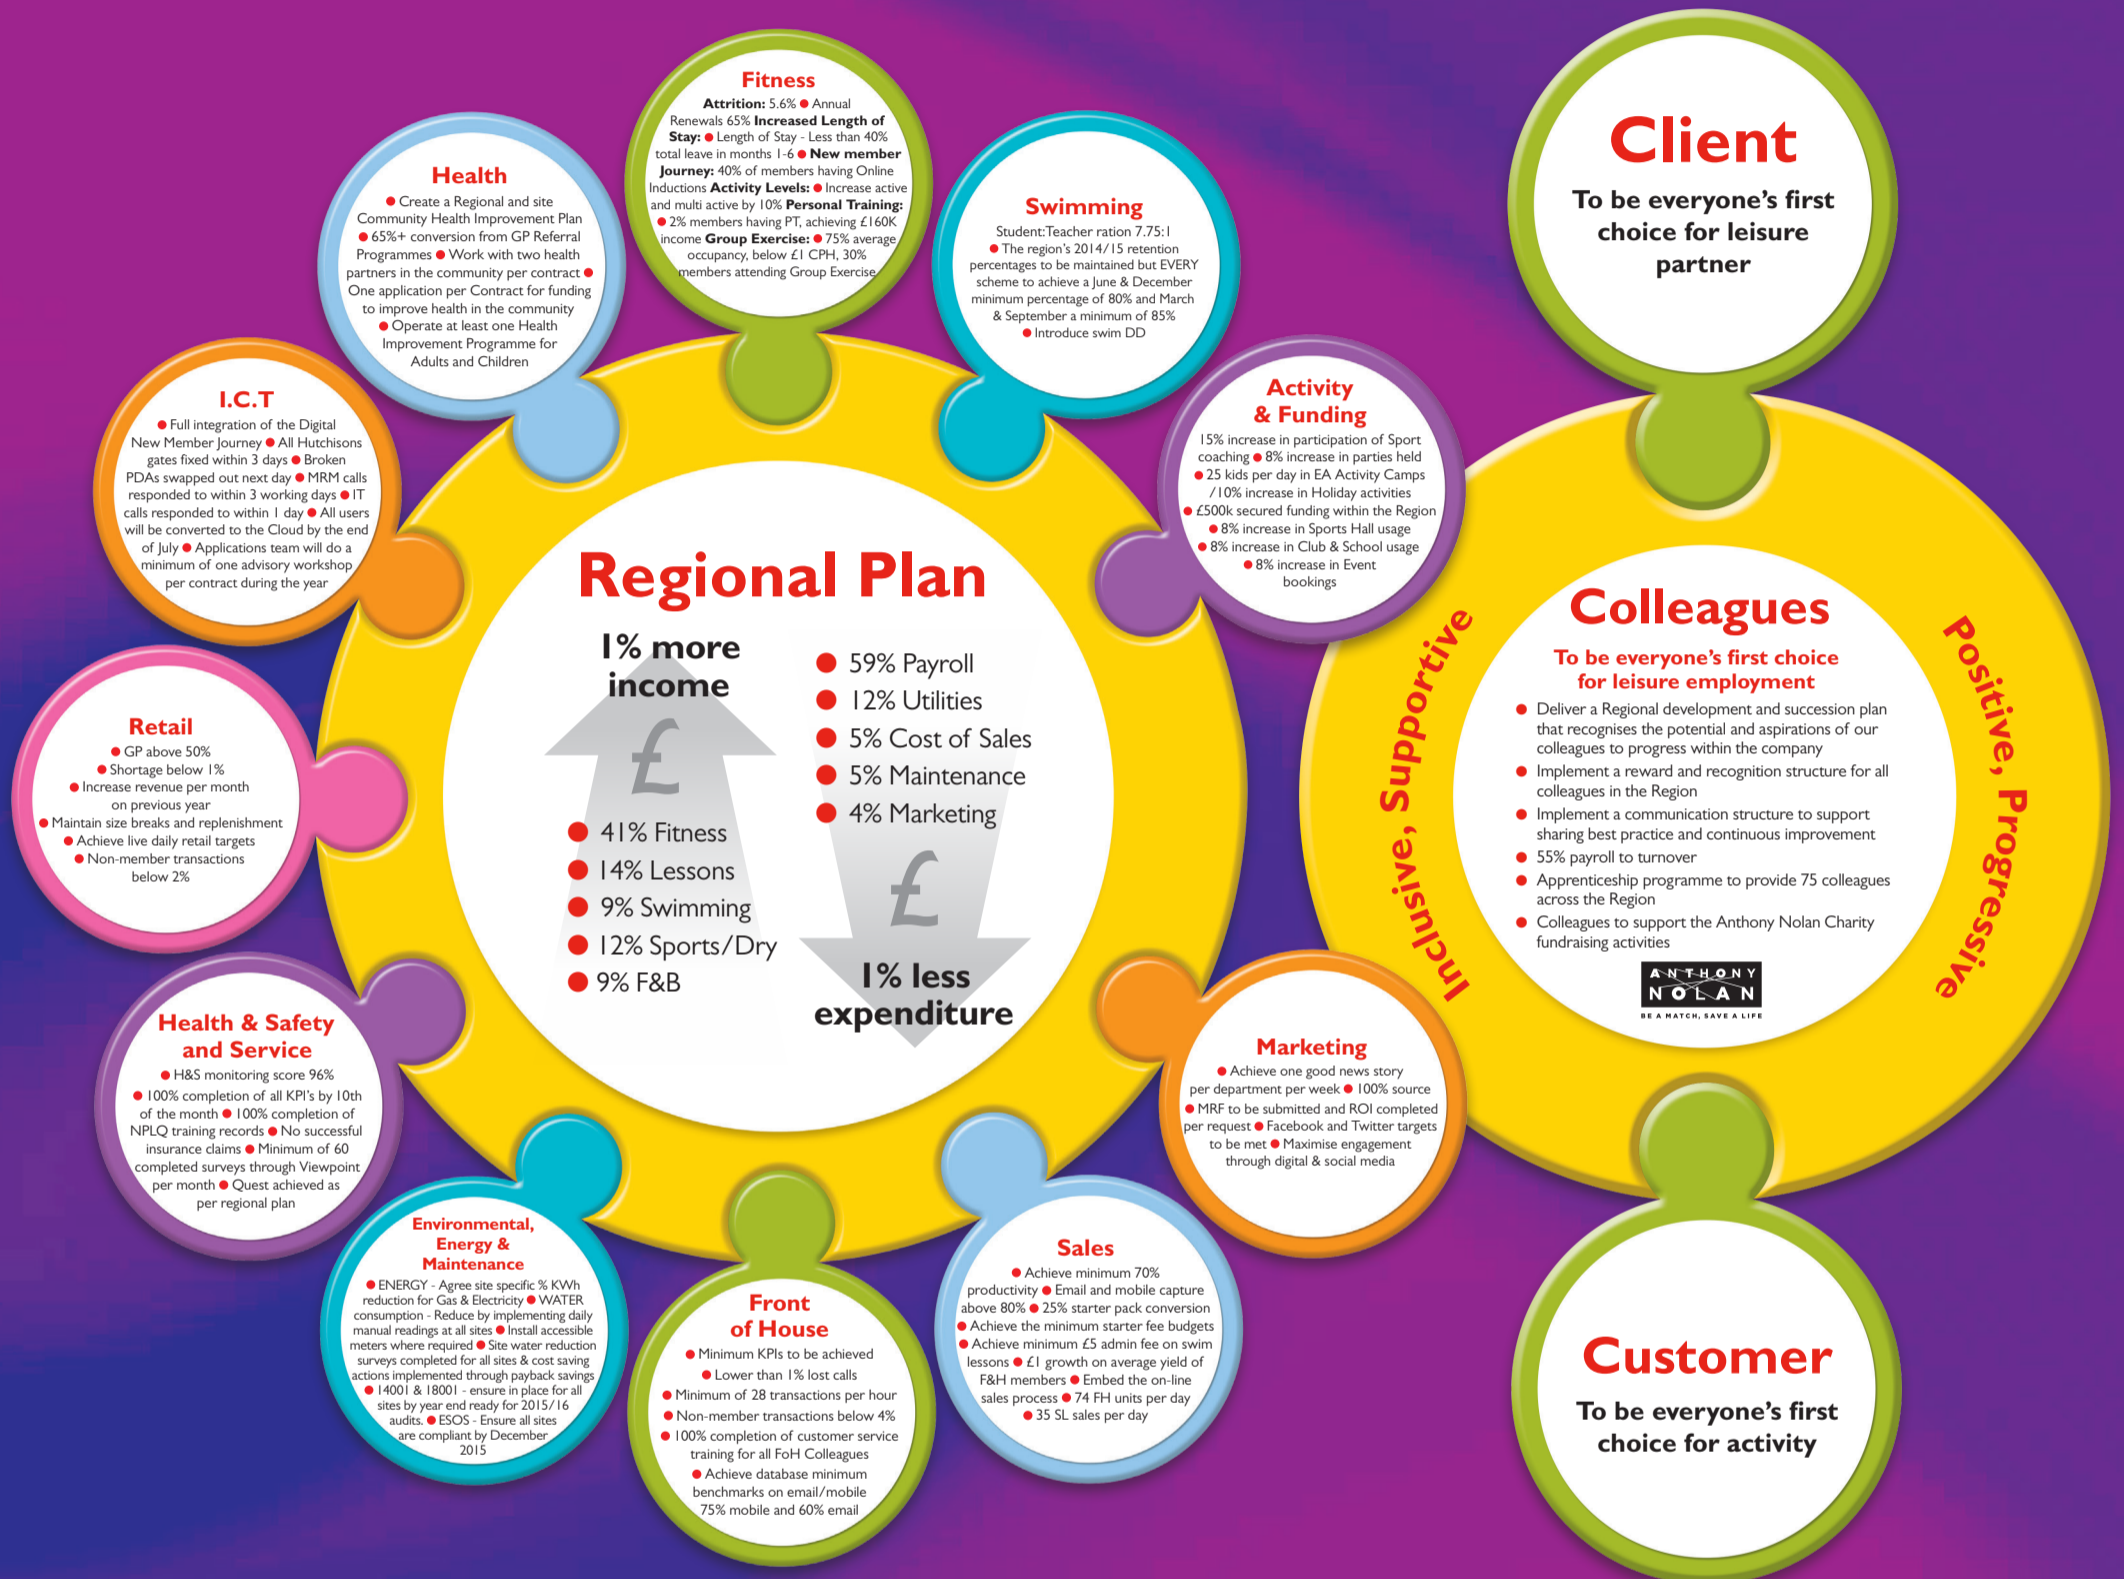 Fitness
Attrition: 5.6% ● Annual
Renewals 65% Increased Length of
Stay: ● Length of Stay - Less than 40%
total leave in months 1-6 ● New member
Journey: 40% of members having Online
Inductions Activity Levels: ● Increase active
and multi active by 10% Personal Training:
● 2% members having PT, achieving £160K
income Group Exercise: ● 75% average
occupancy, below £1 CPH, 30%
members attending Group Exercise
Health
● Create a Regional and site
Community Health Improvement Plan
● 65%+ conversion from GP Referral
Programmes ● Work with two health
partners in the community per contract ●
One application per Contract for funding
to improve health in the community
● Operate at least one Health
Improvement Programme for
Adults and Children
Swimming
Student:Teacher ration 7.75:1
● The region's 2014/15 retention
percentages to be maintained but EVERY
scheme to achieve a June & December
minimum percentage of 80% and March
& September a minimum of 85%
● Introduce swim DD
I.C.T
● Full integration of the Digital
New Member Journey ● All Hutchisons
gates fixed within 3 days ● Broken
PDAs swapped out next day ● MRM calls
responded to within 3 working days ● IT
calls responded to within 1 day ● All users
will be converted to the Cloud by the end
of July ● Applications team will do a
minimum of one advisory workshop
per contract during the year
Activity
& Funding
15% increase in participation of Sport
coaching ● 8% increase in parties held
● 25 kids per day in EA Activity Camps
/10% increase in Holiday activities
● £500k secured funding within the Region
● 8% increase in Sports Hall usage
● 8% increase in Club & School usage
● 8% increase in Event
bookings
Retail
● GP above 50%
● Shortage below 1%
● Increase revenue per month
on previous year
● Maintain size breaks and replenishment
● Achieve live daily retail targets
● Non-member transactions
below 2%
Regional Plan
1% more
income
£
● 41% Fitness
● 14% Lessons
● 9% Swimming
● 12% Sports/Dry
● 9% F&B
● 59% Payroll
● 12% Utilities
● 5% Cost of Sales
● 5% Maintenance
● 4% Marketing
£
1% less
expenditure
Health & Safety
and Service
● H&S monitoring score 96%
● 100% completion of all KPI's by 10th
of the month ● 100% completion of
NPLQ training records ● No successful
insurance claims ● Minimum of 60
completed surveys through Viewpoint
per month ● Quest achieved as
per regional plan
Environmental,
Energy &
Maintenance
● ENERGY - Agree site specific % KWh
reduction for Gas & Electricity ● WATER
consumption - Reduce by implementing daily
manual readings at all sites ● Install accessible
meters where required ● Site water reduction
surveys completed for all sites & cost saving
actions implemented through payback savings
● 14001 & 18001 - ensure in place for all
sites by year end ready for 2015/16
audits. ● ESOS - Ensure all sites
are compliant by December
2015
Front
of House
● Minimum KPIs to be achieved
● Lower than 1% lost calls
● Minimum of 28 transactions per hour
● Non-member transactions below 4%
● 100% completion of customer service
training for all FoH Colleagues
● Achieve database minimum
benchmarks on email/mobile
75% mobile and 60% email
Sales
● Achieve minimum 70%
productivity ● Email and mobile capture
above 80% ● 25% starter pack conversion
● Achieve the minimum starter fee budgets
● Achieve minimum £5 admin fee on swim
lessons ● £1 growth on average yield of
F&H members ● Embed the on-line
sales process ● 74 FH units per day
● 35 SL sales per day
Marketing
● Achieve one good news story
per department per week ● 100% source
● MRF to be submitted and ROI completed
per request ● Facebook and Twitter targets
to be met ● Maximise engagement
through digital & social media
Client
To be everyone's first
choice for leisure
partner
Inclusive, Supportive
Positive, Progressive
Colleagues
To be everyone's first choice
for leisure employment
● Deliver a Regional development and succession plan
that recognises the potential and aspirations of our
colleagues to progress within the company
● Implement a reward and recognition structure for all
colleagues in the Region
● Implement a communication structure to support
sharing best practice and continuous improvement
● 55% payroll to turnover
● Apprenticeship programme to provide 75 colleagues
across the Region
● Colleagues to support the Anthony Nolan Charity
fundraising activities
ANTHONY
NOLAN
BE A MATCH, SAVE A LIFE
Customer
To be everyone's first
choice for activity